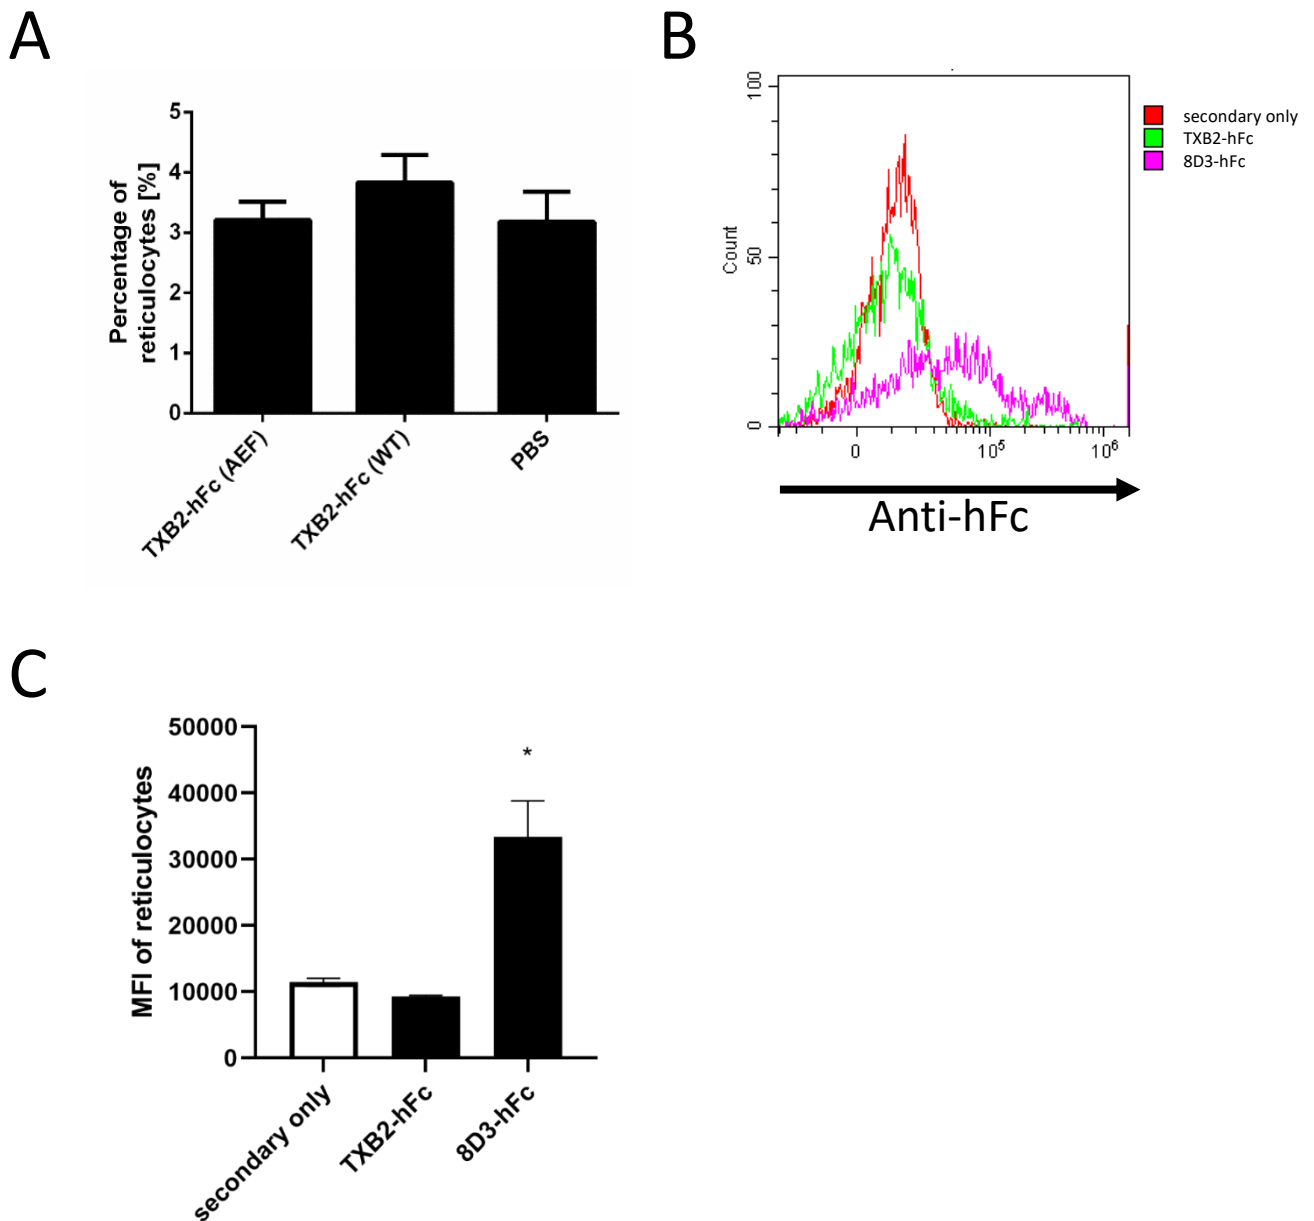 A
Percentage of
reticulocytes [%]
5
4
3
2
1
0
TXB2-hFc (AEF)
TXB2-hFc (WT)
PBS
B
Count
100
50
0
0
10⁵
10⁶
Anti-hFc
secondary only
TXB2-hFc
8D3-hFc
C
MFI of reticulocytes
50000
40000
30000
20000
10000
0
*
secondary only
TXB2-hFc
8D3-hFc